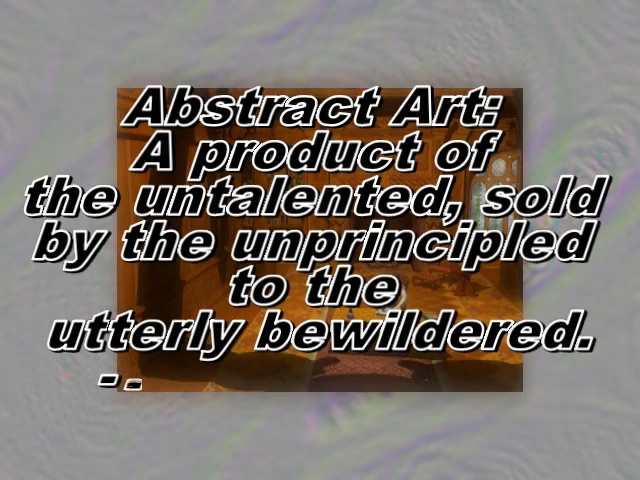 Abstract Art:
A product of
the untalented, sold
by the unprincipled
to the
utterly bewildered.
-